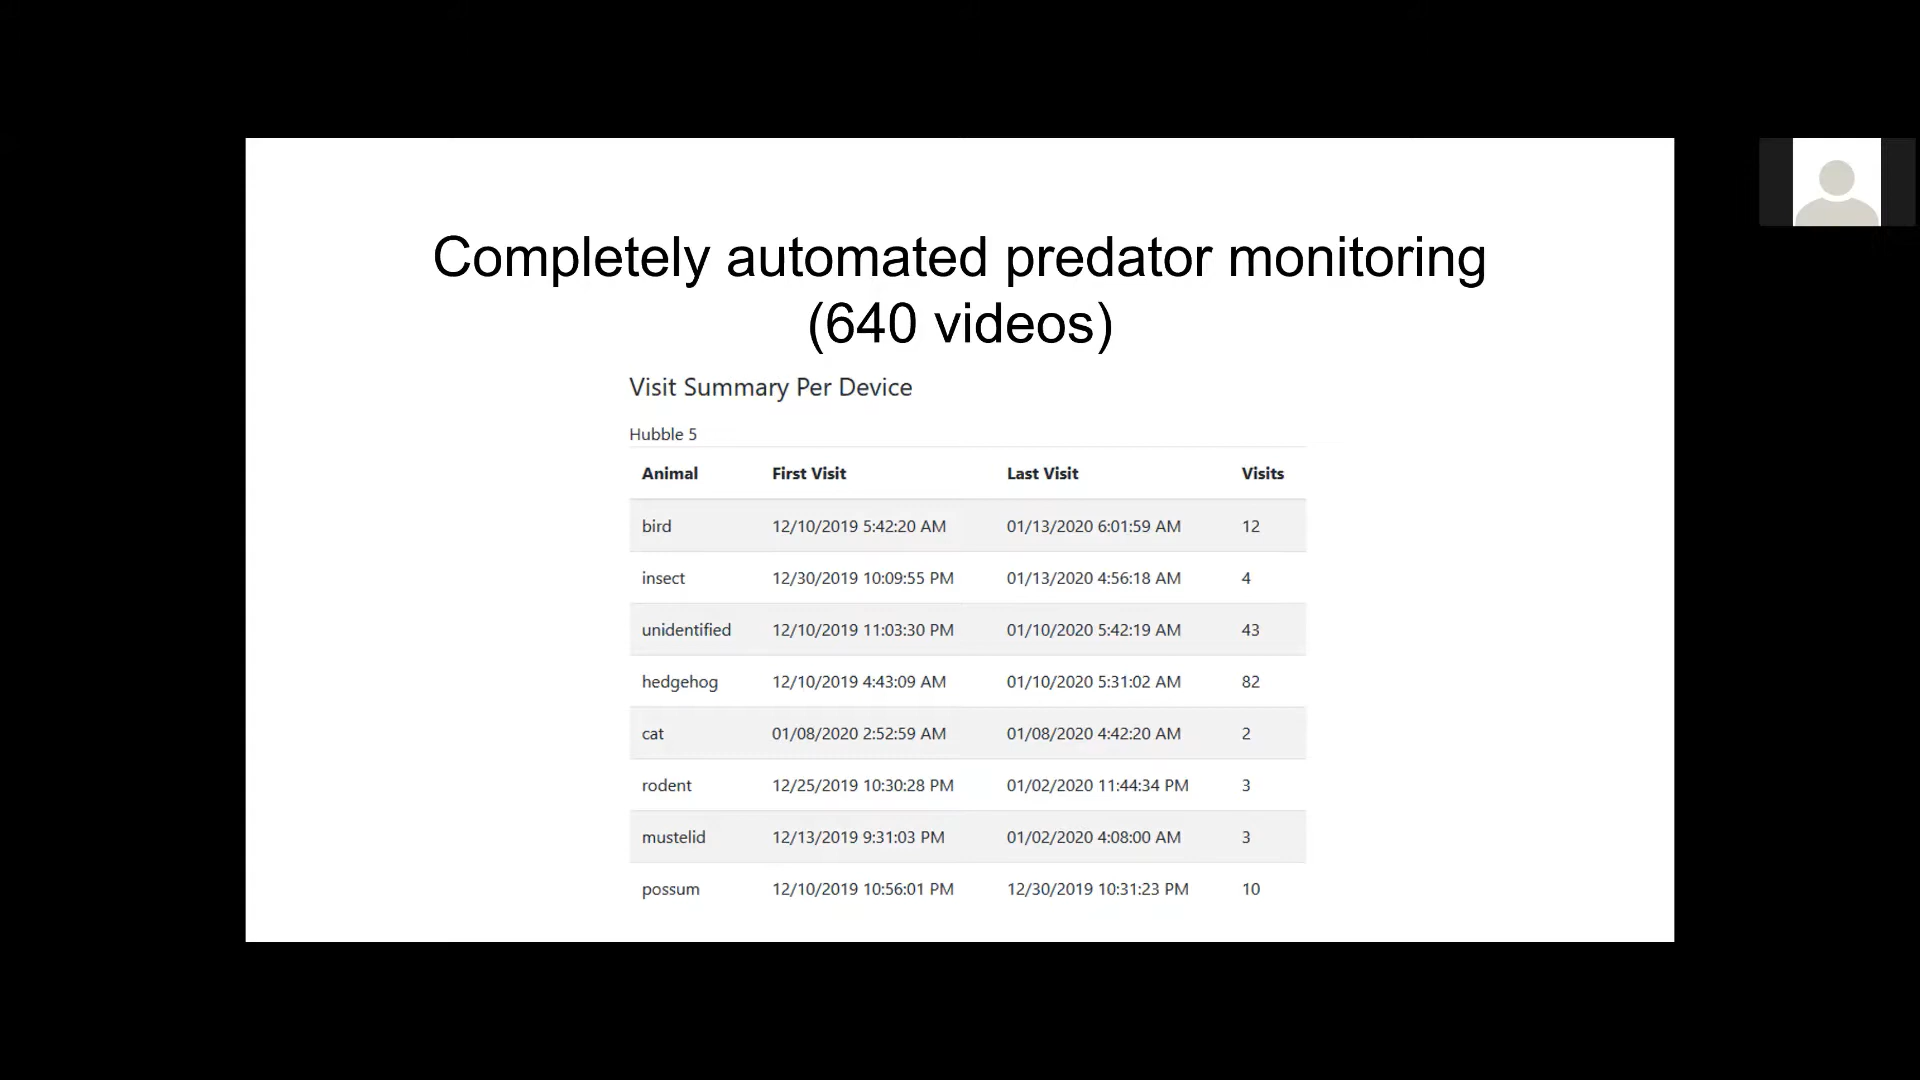 Completely automated predator monitoring
(640 videos)
Visit Summary Per Device
Hubble 5
Animal First Visit Last Visit Visits
bird 12/10/2019 5:42:20 AM 01/13/2020 6:01:59 AM 12
insect 12/30/2019 10:09:55 PM 01/13/2020 4:56:18 AM 4
unidentified 12/10/2019 11:03:30 PM 01/10/2020 5:42:19 AM 43
hedgehog 12/10/2019 4:43:09 AM 01/10/2020 5:31:02 AM 82
cat 01/08/2020 2:52:59 AM 01/08/2020 4:42:20 AM 2
rodent 12/25/2019 10:30:28 PM 01/02/2020 11:44:34 PM 3
mustelid 12/13/2019 9:31:03 PM 01/02/2020 4:08:00 AM 3
possum 12/10/2019 10:56:01 PM 12/30/2019 10:31:23 PM 10